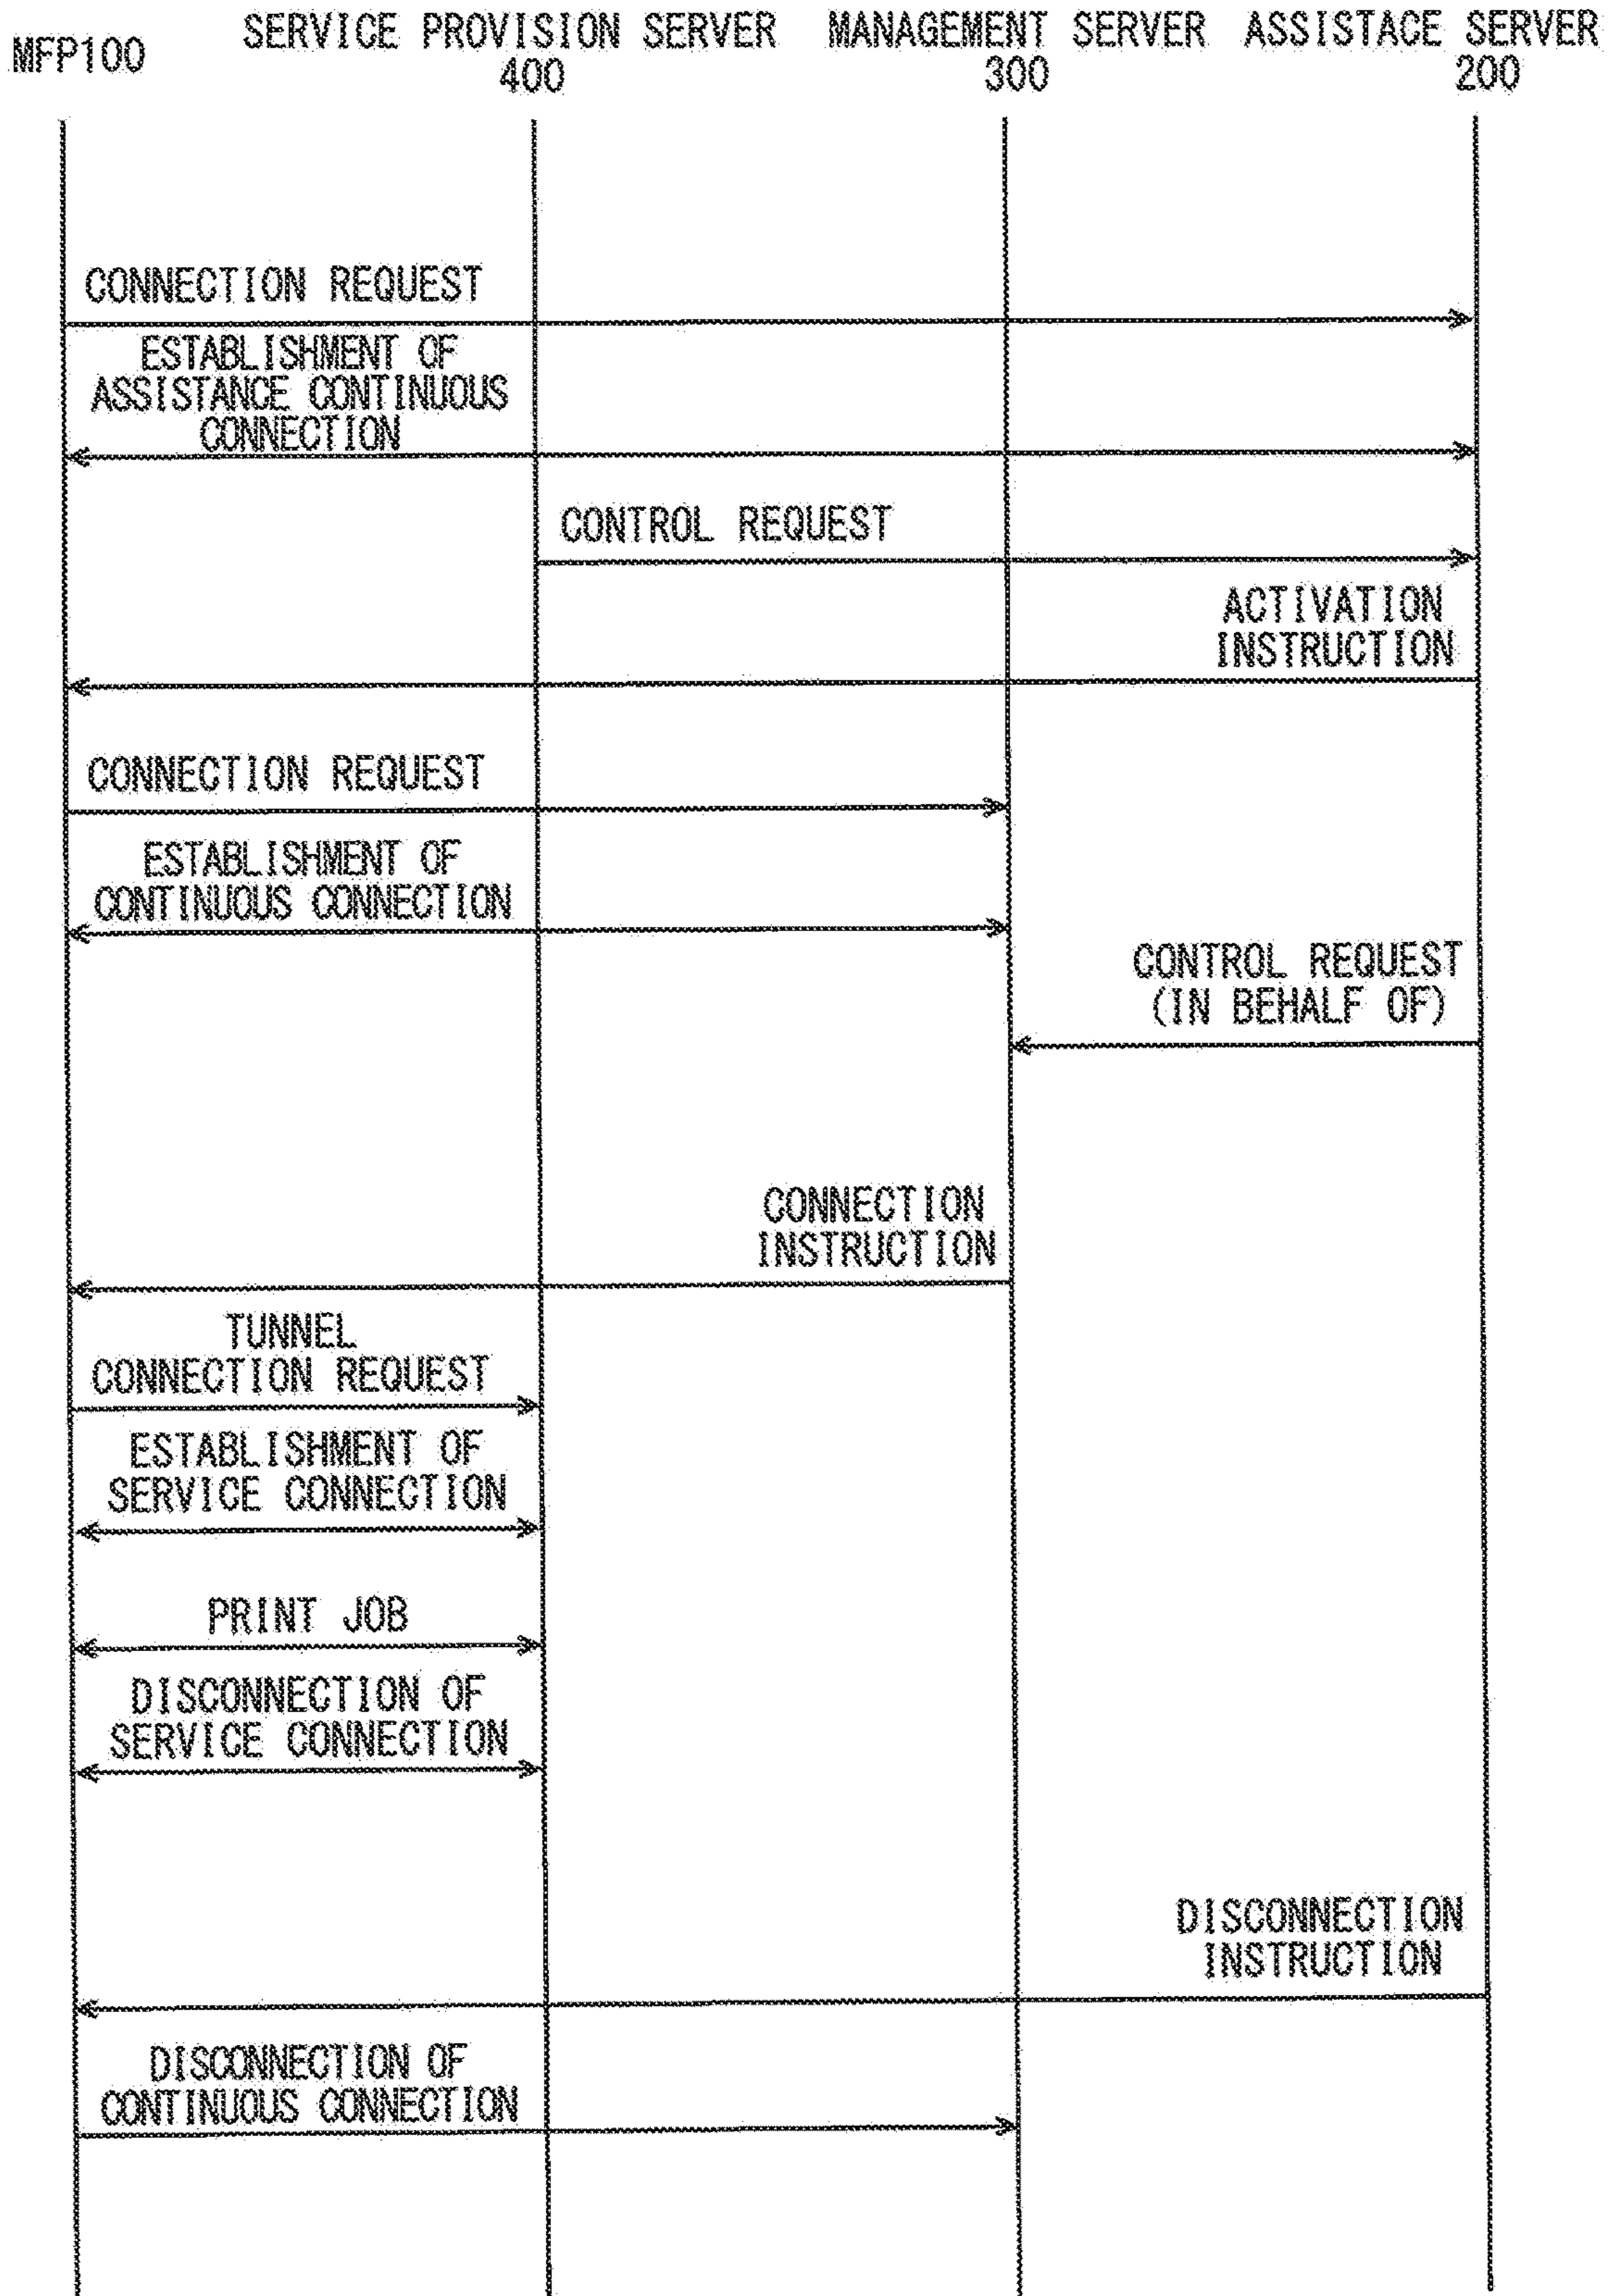 MFP100
SERVICE PROVISION SERVER
400
MANAGEMENT SERVER
300
ASSISTACE SERVER
200
CONNECTION REQUEST
ESTABLISHMENT OF
ASSISTANCE CONTINUOUS
CONNECTION
CONTROL REQUEST
ACTIVATION
INSTRUCTION
CONNECTION REQUEST
ESTABLISHMENT OF
CONTINUOUS CONNECTION
CONTROL REQUEST
(IN BEHALF OF)
CONNECTION
INSTRUCTION
TUNNEL
CONNECTION REQUEST
ESTABLISHMENT OF
SERVICE CONNECTION
PRINT JOB
DISCONNECTION OF
SERVICE CONNECTION
DISCONNECTION
INSTRUCTION
DISCONNECTION OF
CONTINUOUS CONNECTION